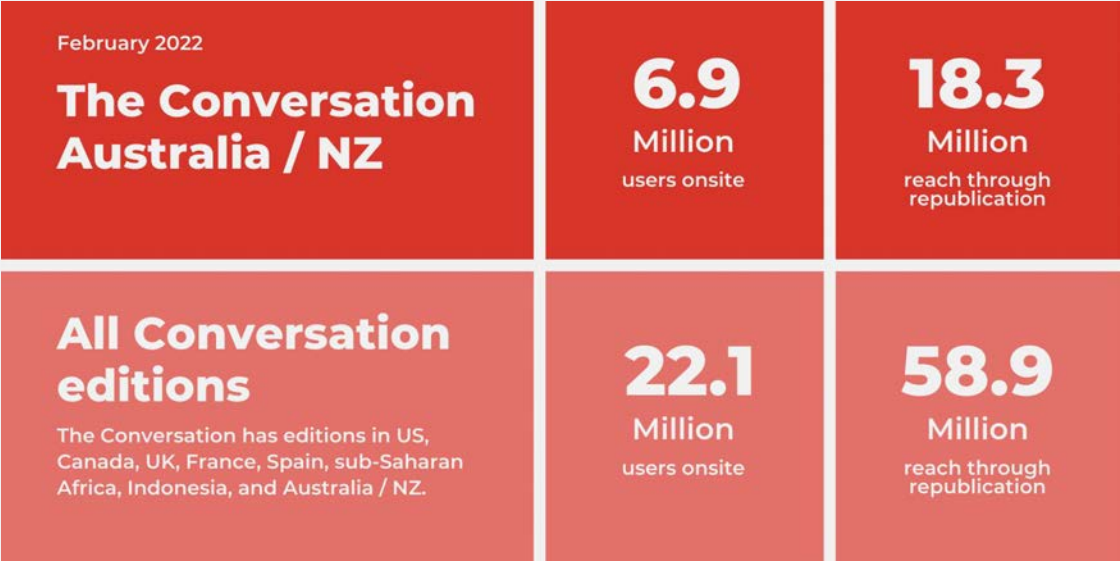 February 2022
The Conversation
Australia / NZ
6.9
Million
users onsite
18.3
Million
reach through
republication
All Conversation
editions
The Conversation has editions in US,
Canada, UK, France, Spain, sub-Saharan
Africa, Indonesia, and Australia / NZ.
22.1
Million
users onsite
58.9
Million
reach through
republication